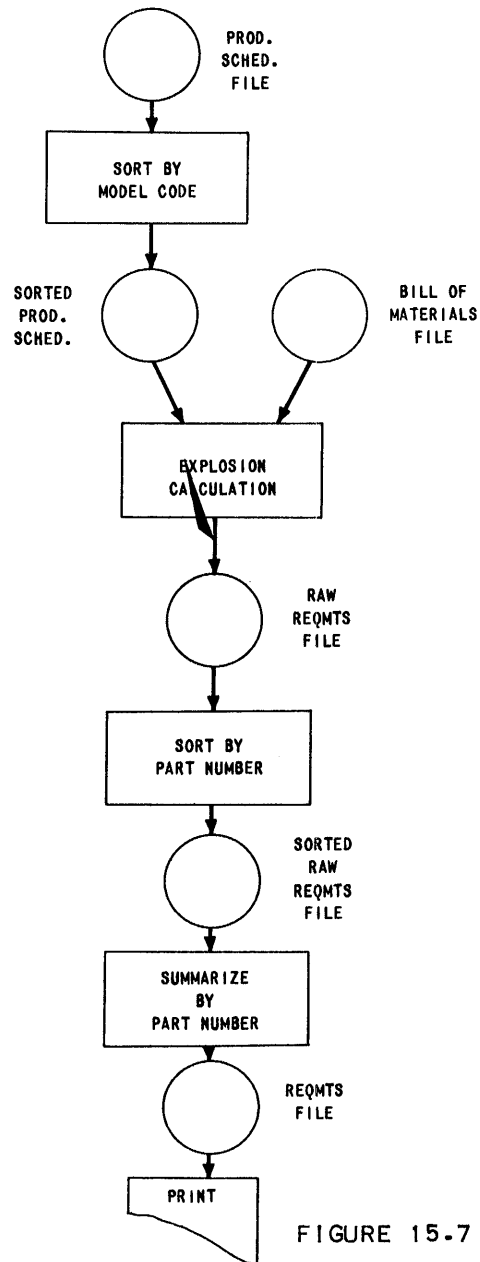 PROD.
SCHED.
FILE
SORT BY
MODEL CODE
SORTED
PROD.
SCHED.
BILL OF
MATERIALS
FILE
EXPLOSION
CALCULATION
RAW
REQMTS
FILE
SORT BY
PART NUMBER
SORTED
RAW
REQMTS
FILE
SUMMARIZE
BY
PART NUMBER
REQMTS
FILE
PRINT
FIGURE 15.7